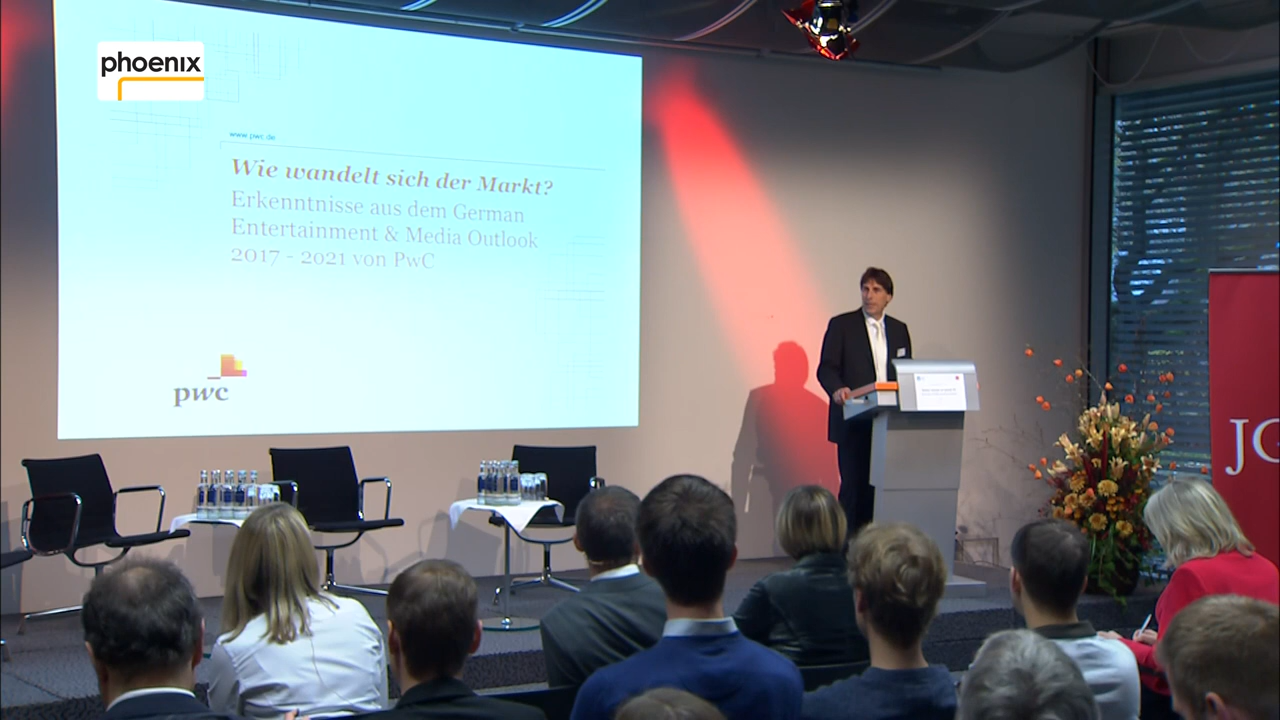 phoenix
www.pwc.de
Wie wandelt sich der Markt?
Erkenntnisse aus dem German
Entertainment & Media Outlook
2017 - 2021 von PwC
pwc
JG